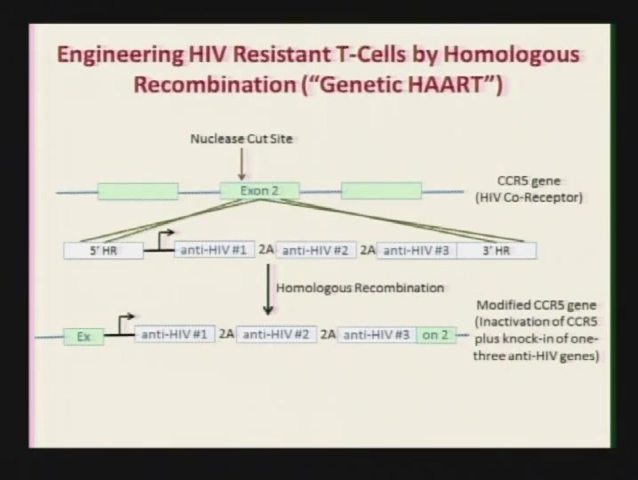 Engineering HIV Resistant T-Cells by Homologous
Recombination ("Genetic HAART")
Nuclease Cut Site
Exon 2
CCR5 gene
(HIV Co-Receptor)
5' HR
anti-HIV #1 2A anti-HIV #2 2A anti-HIV #3
3' HR
Homologous Recombination
Ex
anti-HIV #1 2A anti-HIV #2 2A anti-HIV #3
on 2
Modified CCR5 gene
(Inactivation of CCR5
plus knock-in of one-
three anti-HIV genes)